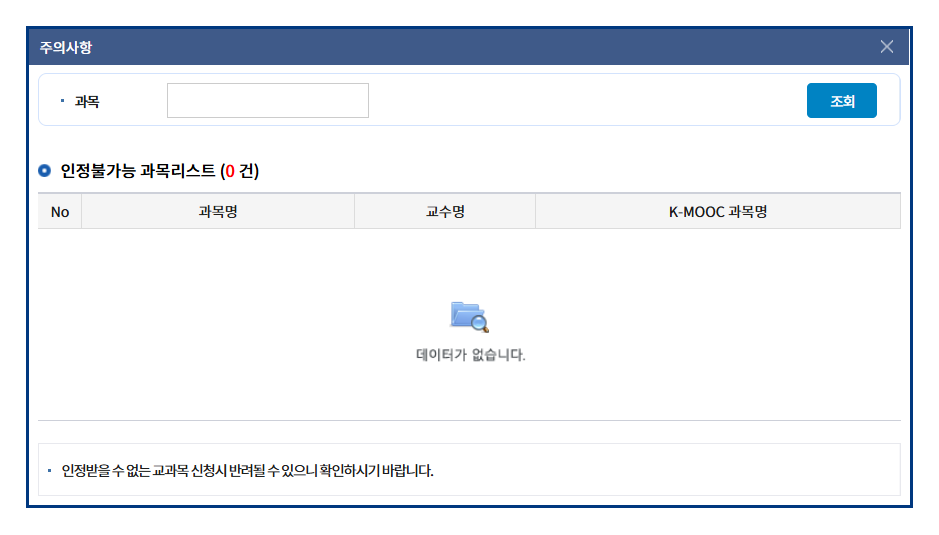 주의사항
과목
조회
인정불가능 과목리스트 (0 건)
No 과목명 교수명 K-MOOC 과목명
데이터가 없습니다.
인정받을 수 없는 교과목 신청시 반려될 수 있으니 확인하시기 바랍니다.